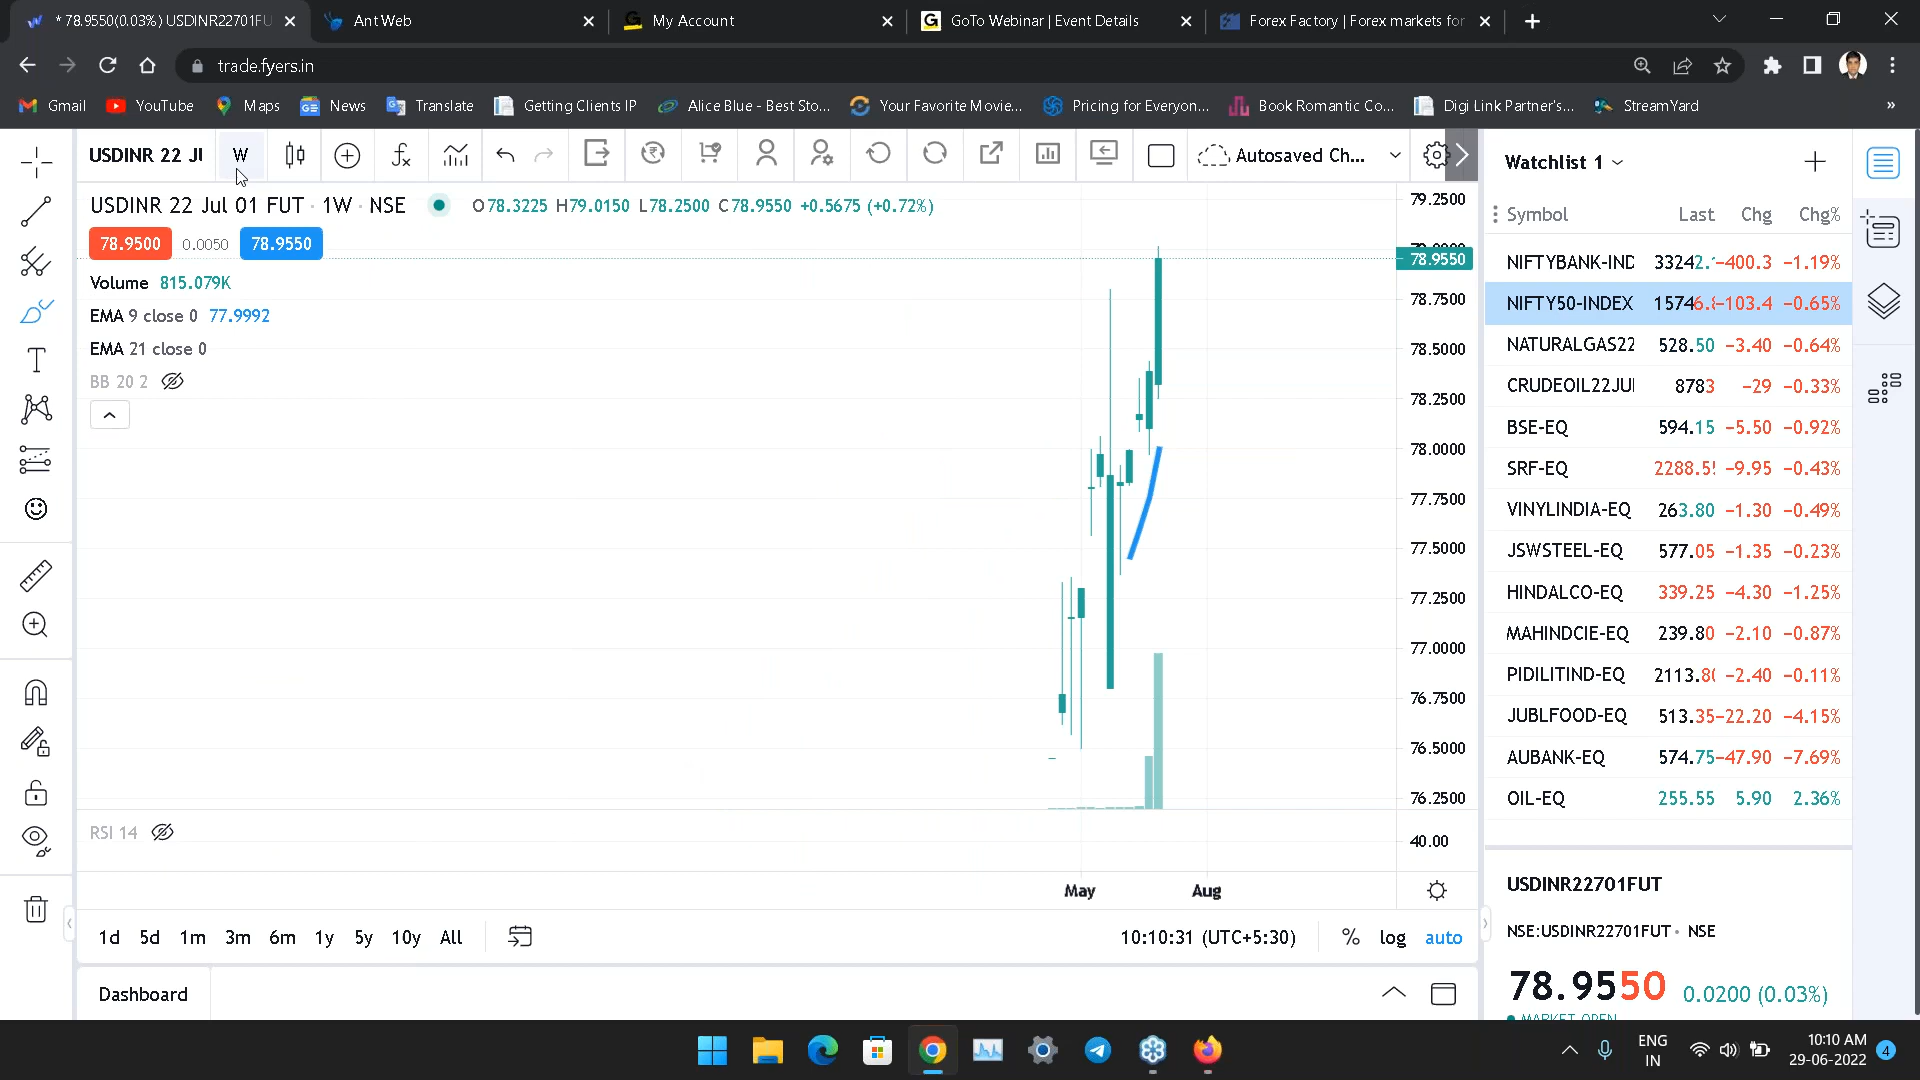 * 78.9550(0.03%) USDINR22701FU
Ant Web
My Account
GoTo Webinar | Event Details
Forex Factory | Forex markets for
trade.fyers.in
Gmail
YouTube
Maps
News
Translate
Getting Clients IP
Alice Blue - Best Sto...
Your Favorite Movie...
Pricing for Everyon...
Book Romantic Co...
Digi Link Partner's...
StreamYard
USDINR 22 JU
W
Autosaved Ch...
USDINR 22 Jul 01 FUT · 1W · NSE
O78.3225 H79.0150 L78.2500 C78.9550 +0.5675 (+0.72%)
78.9500 0.0050 78.9550
Volume 815.079K
EMA 9 close 0 77.9992
EMA 21 close 0
BB 20 2
RSI 14
79.2500
78.9550
78.7500
78.5000
78.2500
78.0000
77.7500
77.5000
77.2500
77.0000
76.7500
76.5000
76.2500
40.00
May
Aug
1d 5d 1m 3m 6m 1y 5y 10y All
10:10:31 (UTC+5:30) % log auto
Dashboard
Watchlist 1
Symbol Last Chg Chg%
NIFTYBANK-IND 33242. -400.3 -1.19%
NIFTY50-INDEX 15746. -103.4 -0.65%
NATURALGAS22 528.50 -3.40 -0.64%
CRUDEOIL22JU 8783 -29 -0.33%
BSE-EQ 594.15 -5.50 -0.92%
SRF-EQ 2288.5 -9.95 -0.43%
VINYLINDIA-EQ 263.80 -1.30 -0.49%
JSWSTEEL-EQ 577.05 -1.35 -0.23%
HINDALCO-EQ 339.25 -4.30 -1.25%
MAHINDCIE-EQ 239.80 -2.10 -0.87%
PIDILITIND-EQ 2113.8 -2.40 -0.11%
JUBLFOOD-EQ 513.35 -22.20 -4.15%
AUBANK-EQ 574.75 -47.90 -7.69%
OIL-EQ 255.55 5.90 2.36%
USDINR22701FUT
NSE:USDINR22701FUT · NSE
78.9550 0.0200 (0.03%)
MARKET OPEN
ENG
IN
10:10 AM
29-06-2022
4